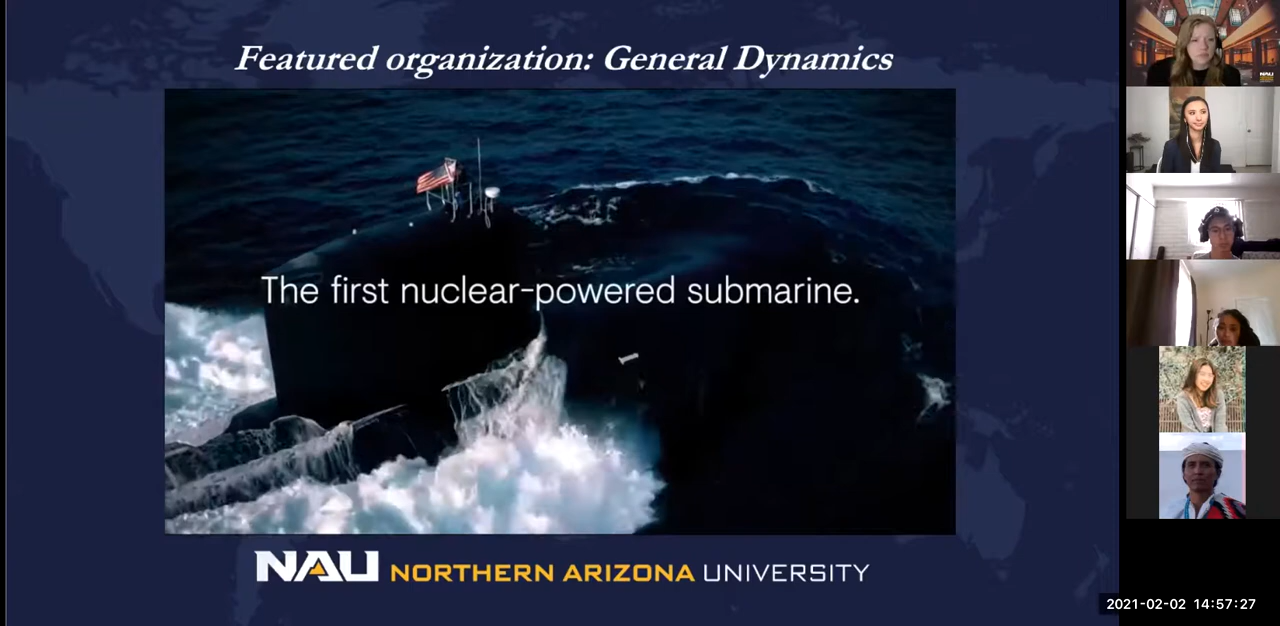 Featured organization: General Dynamics
The first nuclear-powered submarine.
NAU NORTHERN ARIZONA UNIVERSITY
NAU
2021-02-02 14:57:27